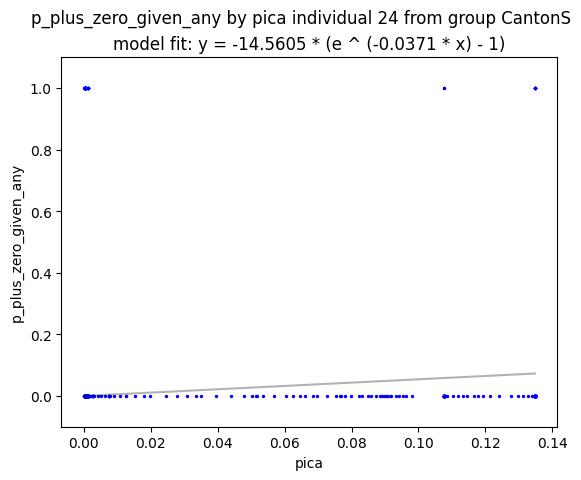 p_plus_zero_given_any by pica individual 24 from group CantonS
model fit: y = -14.5605 * (e ^ (-0.0371 * x) - 1)
1.0
0.8
0.6
0.4
0.2
0.0
p_plus_zero_given_any
0.00 0.02 0.04 0.06 0.08 0.10 0.12 0.14
pica